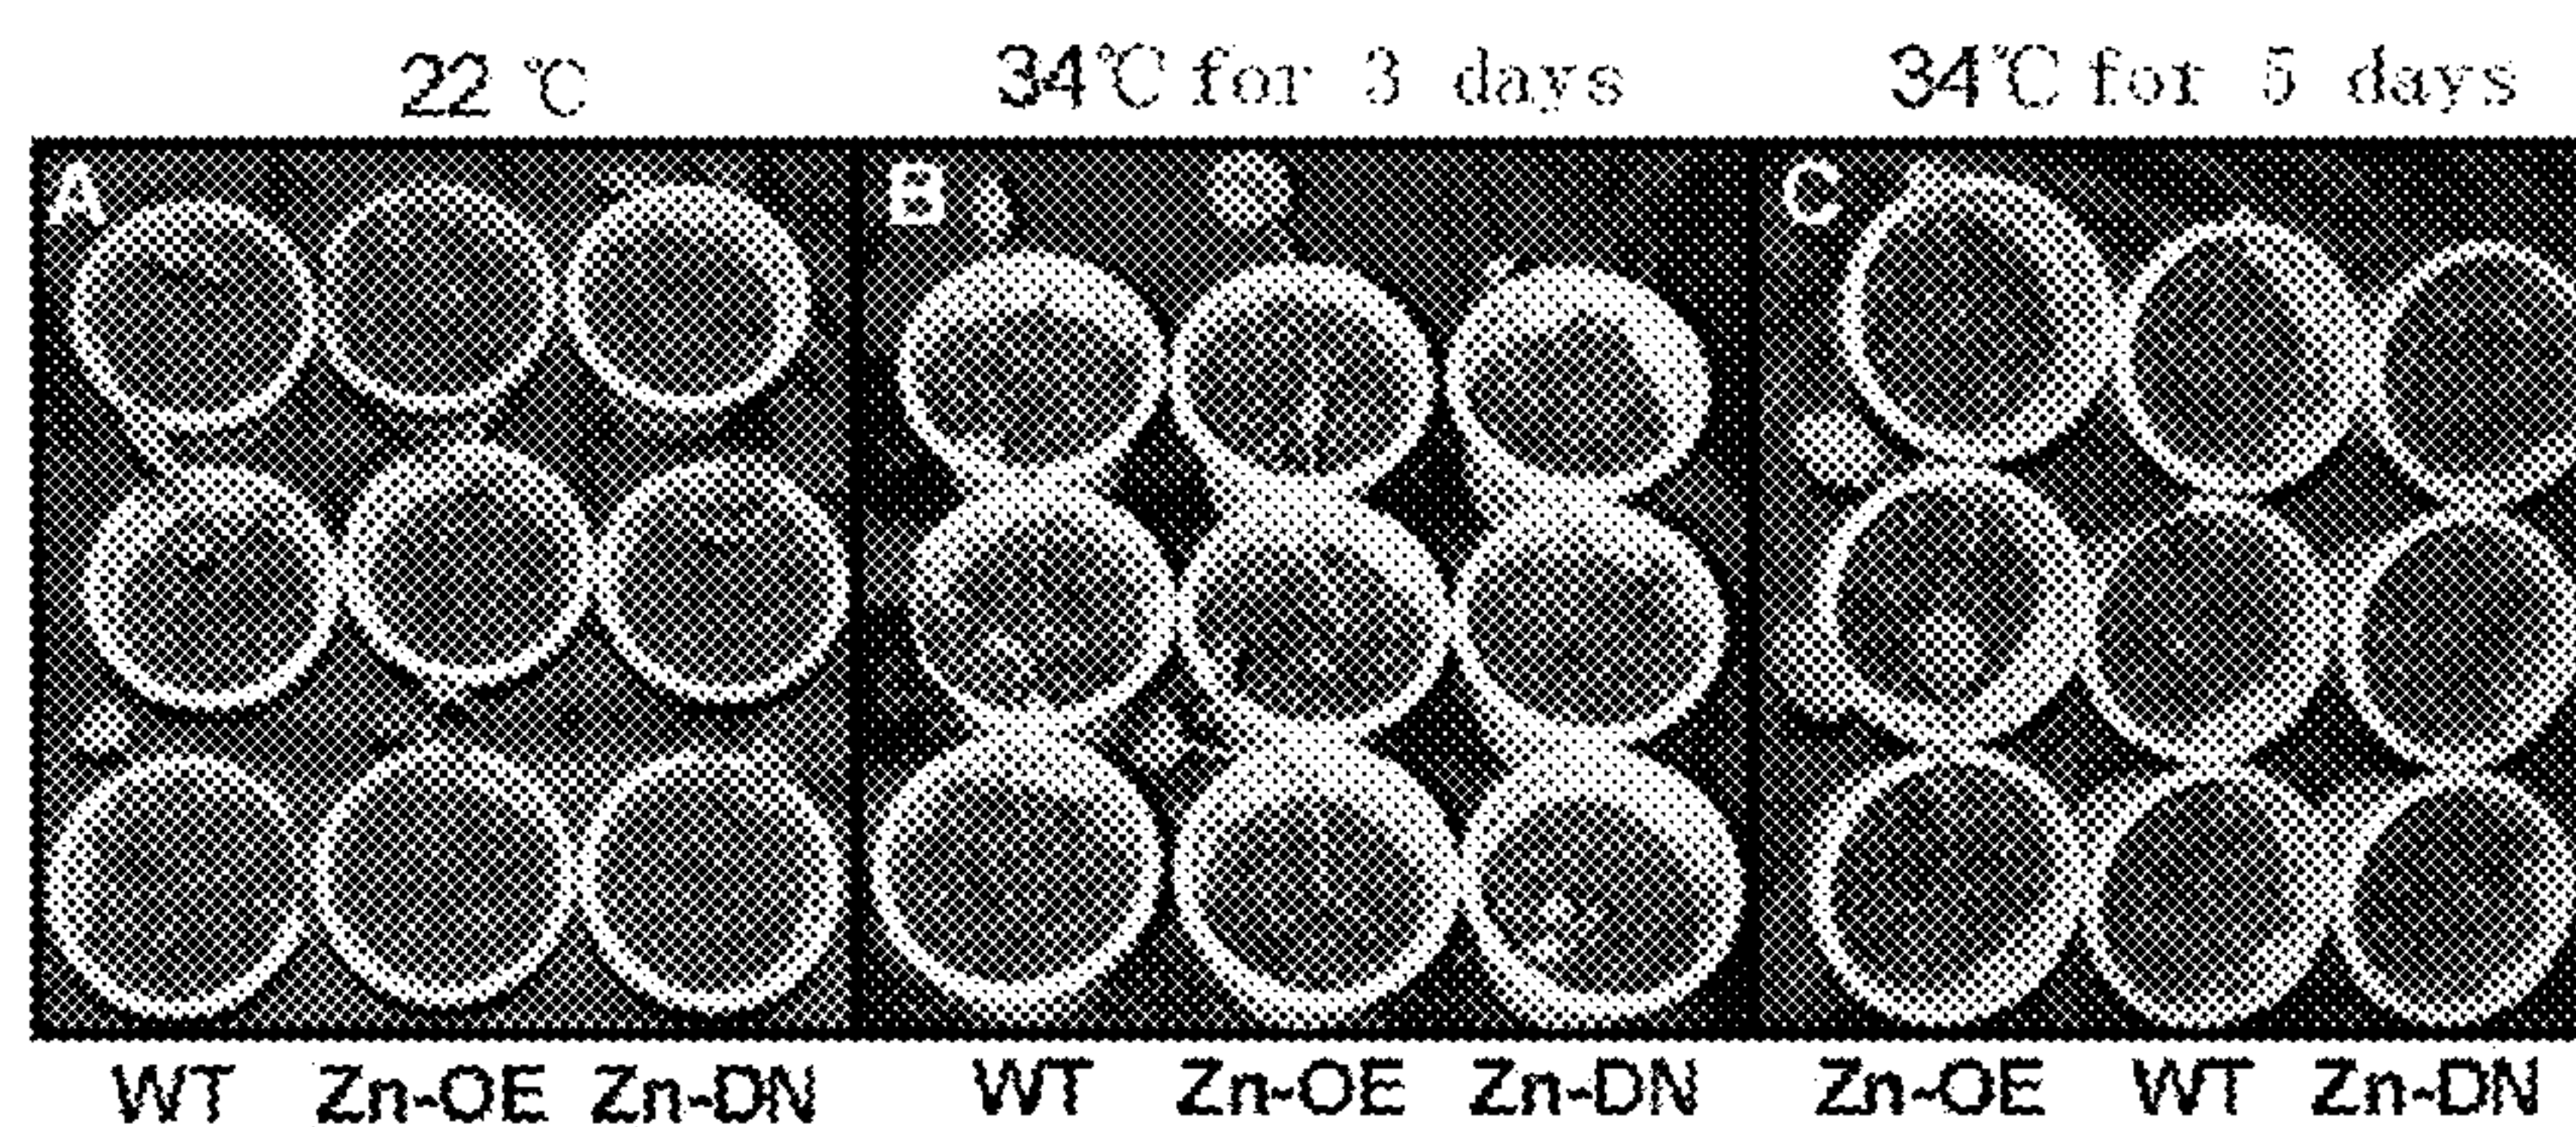 22 ℃ 34℃ for 3 days 34℃ for 5 days
A B C
WT Zn-OE Zn-DN WT Zn-OE Zn-DN Zn-OE WT Zn-DN